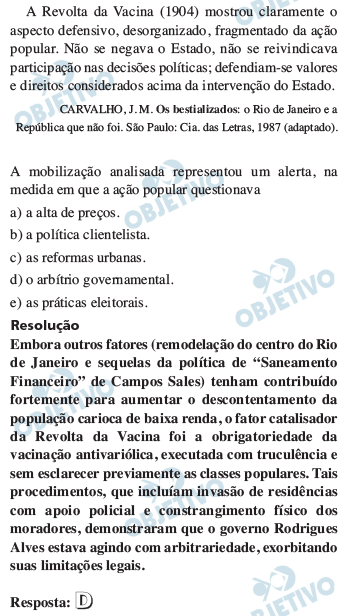 A Revolta da Vacina (1904) mostrou claramente o
aspecto defensivo, desorganizado, fragmentado da ação
popular. Não se negava o Estado, não se reivindicava
participação nas decisões políticas; defendiam-se valores
e direitos considerados acima da intervenção do Estado.
CARVALHO, J. M. Os bestializados: o Rio de Janeiro e a
República que não foi. São Paulo: Cia. das Letras, 1987 (adaptado).
A mobilização analisada representou um alerta, na
medida em que a ação popular questionava
a) a alta de preços.
b) a política clientelista.
c) as reformas urbanas.
d) o arbítrio governamental.
e) as práticas eleitorais.
Resolução
Embora outros fatores (remodelação do centro do Rio
de Janeiro e sequelas da política de “Saneamento
Financeiro” de Campos Sales) tenham contribuído
fortemente para aumentar o descontentamento da
população carioca de baixa renda, o fator catalisador
da Revolta da Vacina foi a obrigatoriedade da
vacinação antivariólica, executada com truculência e
sem esclarecer previamente as classes populares. Tais
procedimentos, que incluíam invasão de residências
com apoio policial e constrangimento físico dos
moradores, demonstraram que o governo Rodrigues
Alves estava agindo com arbitrariedade, exorbitando
suas limitações legais.
Resposta: D
OBJETIVO
OBJETIVO
OBJETIVO
OBJETIVO
OBJETIVO
OBJETIVO
OBJETIVO
OBJETIVO